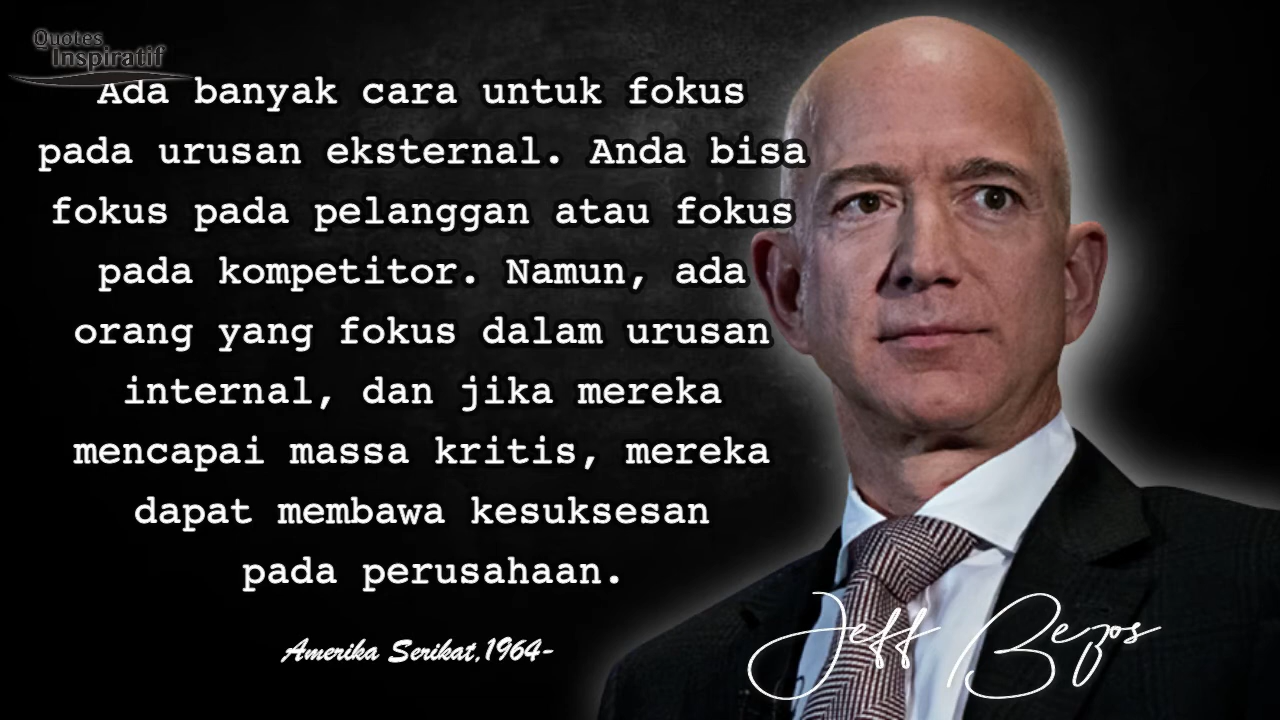 Quotes
Inspiratif
Ada banyak cara untuk fokus
pada urusan eksternal. Anda bisa
fokus pada pelanggan atau fokus
pada kompetitor. Namun, ada
orang yang fokus dalam urusan
internal, dan jika mereka
mencapai massa kritis, mereka
dapat membawa kesuksesan
pada perusahaan.
Amerika Serikat,1964-
Jeff Bezos